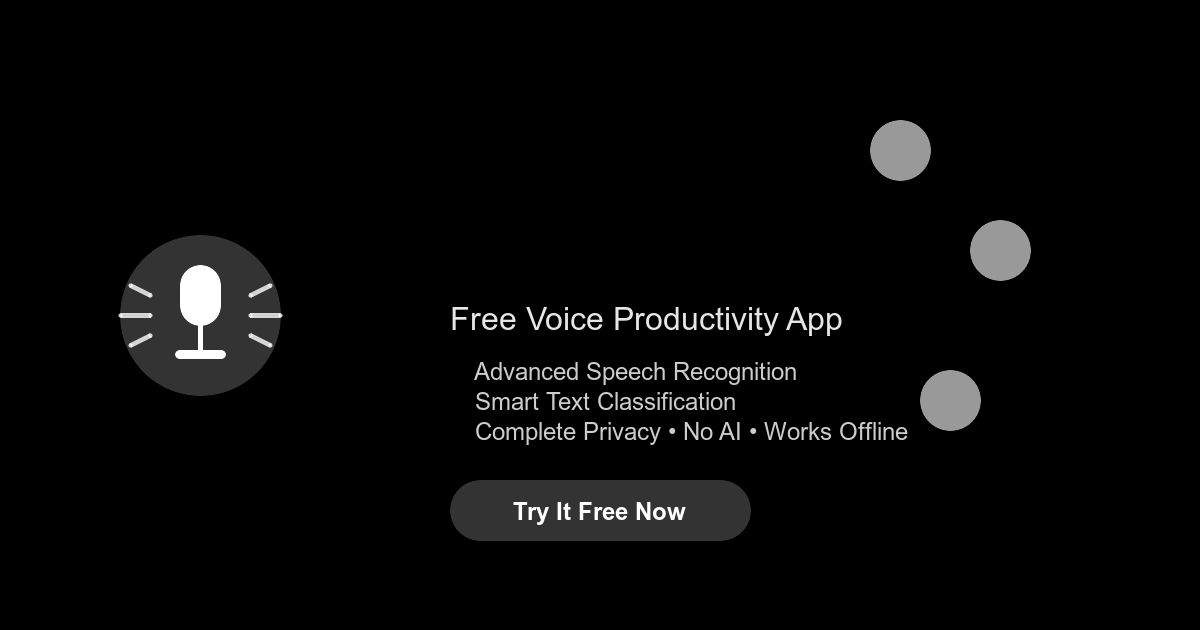 Free Voice Productivity App
Advanced Speech Recognition
Smart Text Classification
Complete Privacy • No AI • Works Offline
Try It Free Now